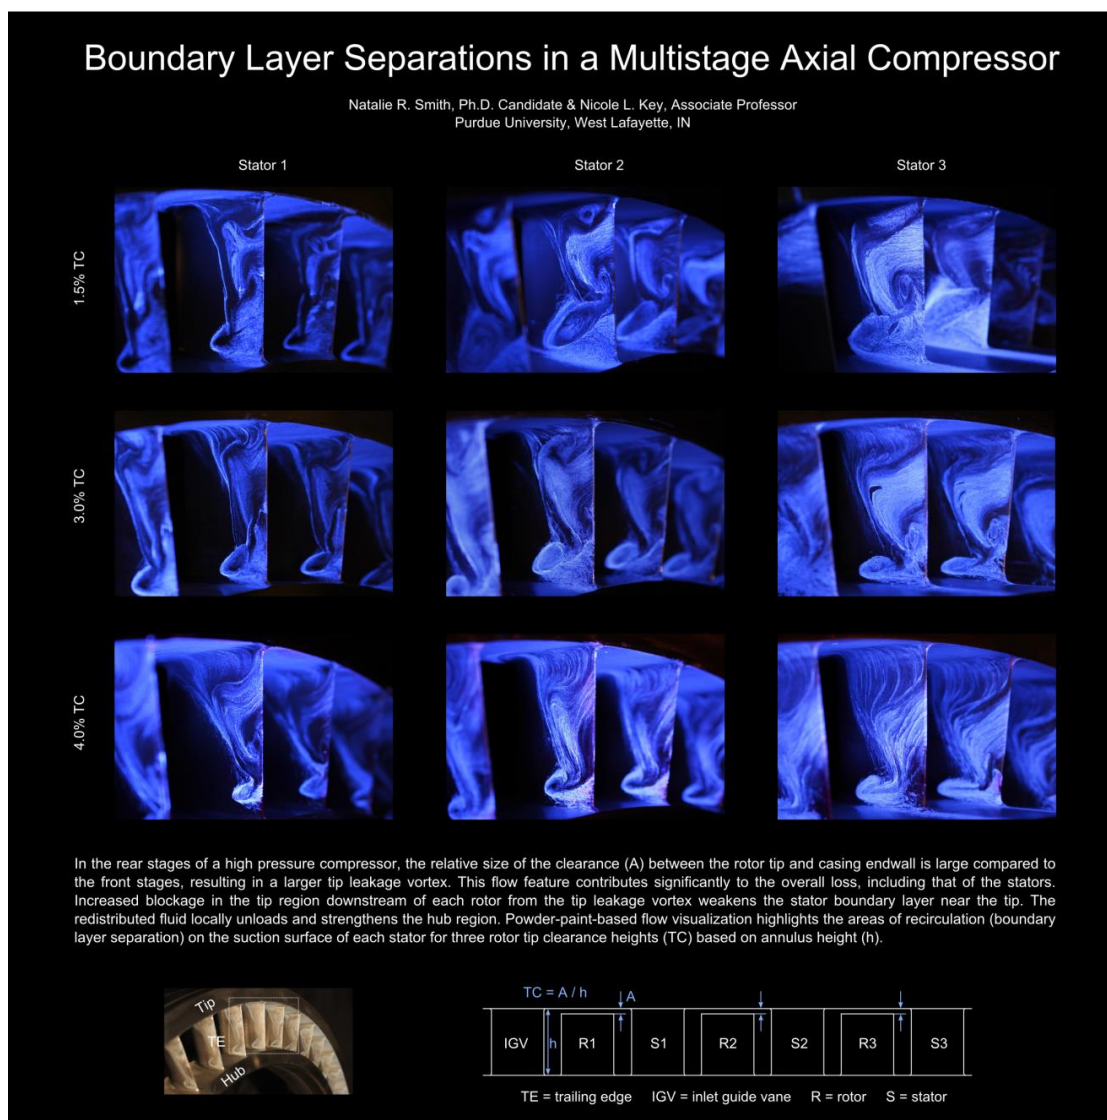 Boundary Layer Separations in a Multistage Axial Compressor
Natalie R. Smith, Ph.D. Candidate & Nicole L. Key, Associate Professor
Purdue University, West Lafayette, IN
Stator 1 Stator 2 Stator 3
1.5% TC
3.0% TC
4.0% TC
In the rear stages of a high pressure compressor, the relative size of the clearance (A) between the rotor tip and casing endwall is large compared to
the front stages, resulting in a larger tip leakage vortex. This flow feature contributes significantly to the overall loss, including that of the stators.
Increased blockage in the tip region downstream of each rotor from the tip leakage vortex weakens the stator boundary layer near the tip. The
redistributed fluid locally unloads and strengthens the hub region. Powder-paint-based flow visualization highlights the areas of recirculation (boundary
layer separation) on the suction surface of each stator for three rotor tip clearance heights (TC) based on annulus height (h).
Tip
TE
Hub
TC = A / h A
IGV h R1 S1 R2 S2 R3 S3
TE = trailing edge IGV = inlet guide vane R = rotor S = stator